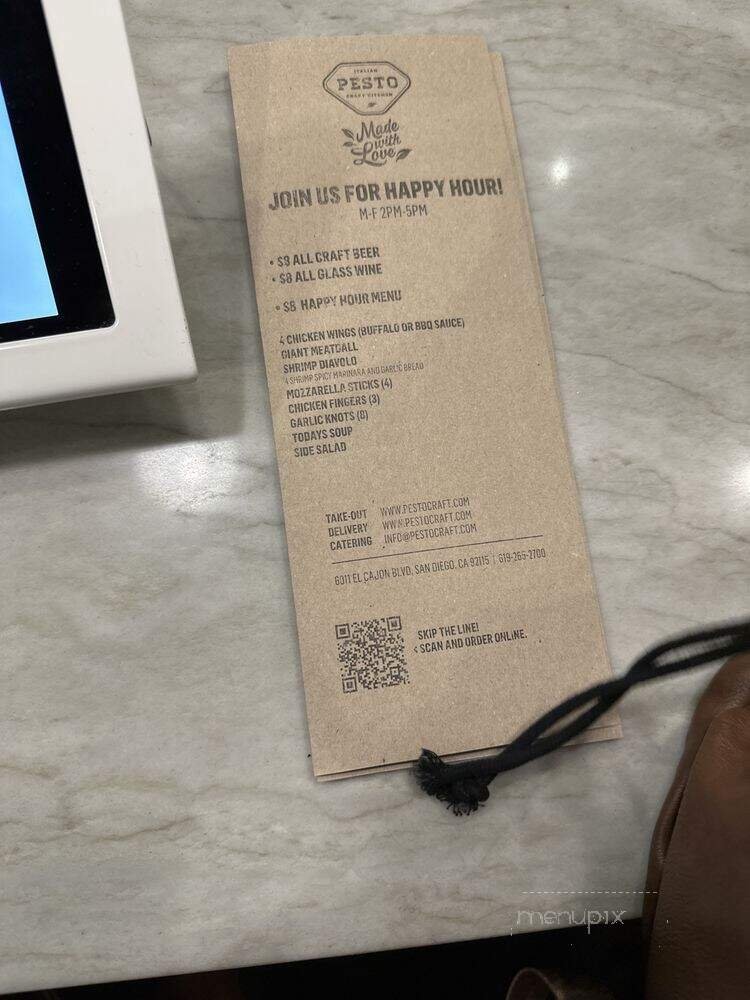 ITALIAN
PESTO
CRAFT KITCHEN
Made
with
Love
JOIN US FOR HAPPY HOUR!
M-F 2PM-5PM
• $8 ALL CRAFT BEER
• $8 ALL GLASS WINE
• $8 HAPPY HOUR MENU
4 CHICKEN WINGS (BUFFALO OR BBQ SAUCE)
GIANT MEATBALL
SHRIMP DIAVOLO
4 SHRIMP SPICY MARINARA AND GARLIC BREAD
MOZZARELLA STICKS (4)
CHICKEN FINGERS (3)
GARLIC KNOTS (6)
TODAYS SOUP
SIDE SALAD
TAKE-OUT WWW.PESTOCRAFT.COM
DELIVERY WWW.PESTOCRAFT.COM
CATERING INFO@PESTOCRAFT.COM
6011 EL CAJON BLVD, SAN DIEGO, CA 92115 | 619-265-2700
SKIP THE LINE!
< SCAN AND ORDER ONLINE.
menupix